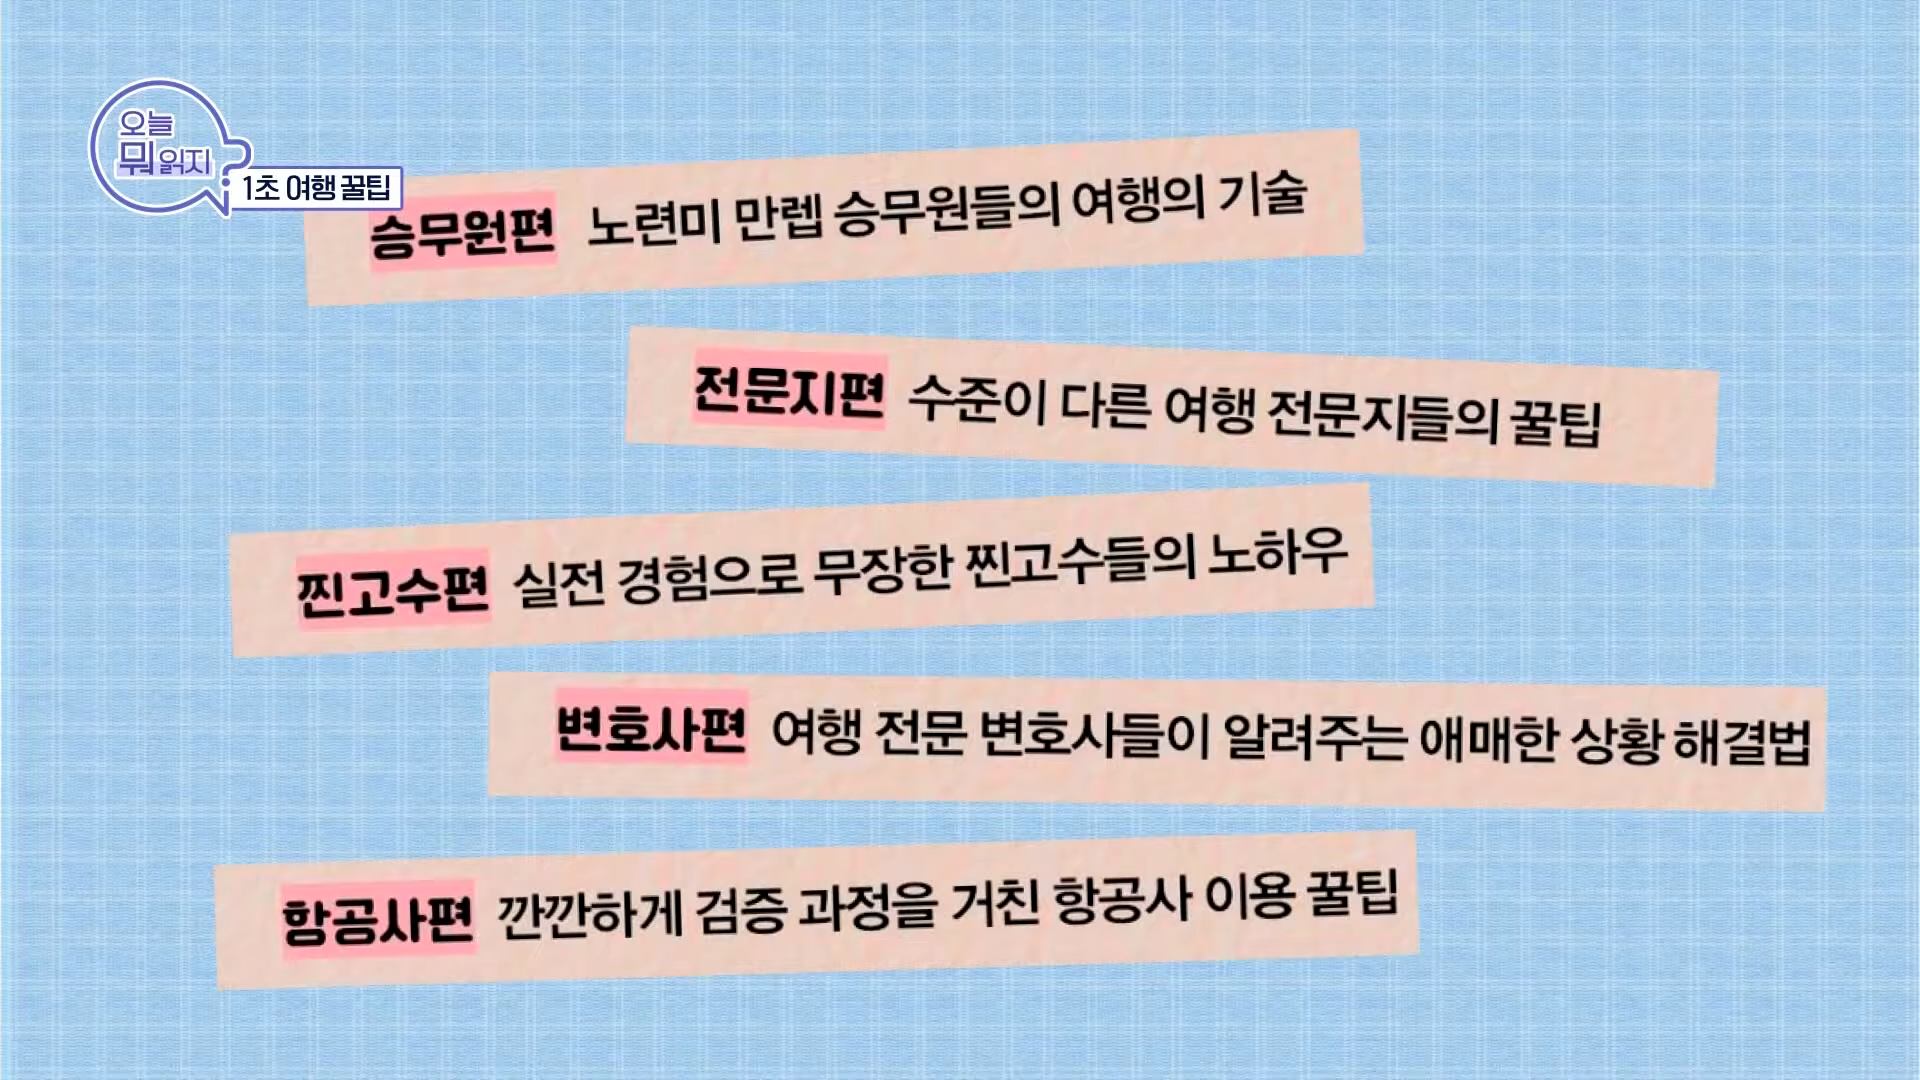 오늘
뭐 읽지
1초 여행 꿀팁
승무원편 노련미 만렙 승무원들의 여행의 기술
전문지편 수준이 다른 여행 전문지들의 꿀팁
찐고수편 실전 경험으로 무장한 찐고수들의 노하우
변호사편 여행 전문 변호사들이 알려주는 애매한 상황 해결법
항공사편 깐깐하게 검증 과정을 거친 항공사 이용 꿀팁